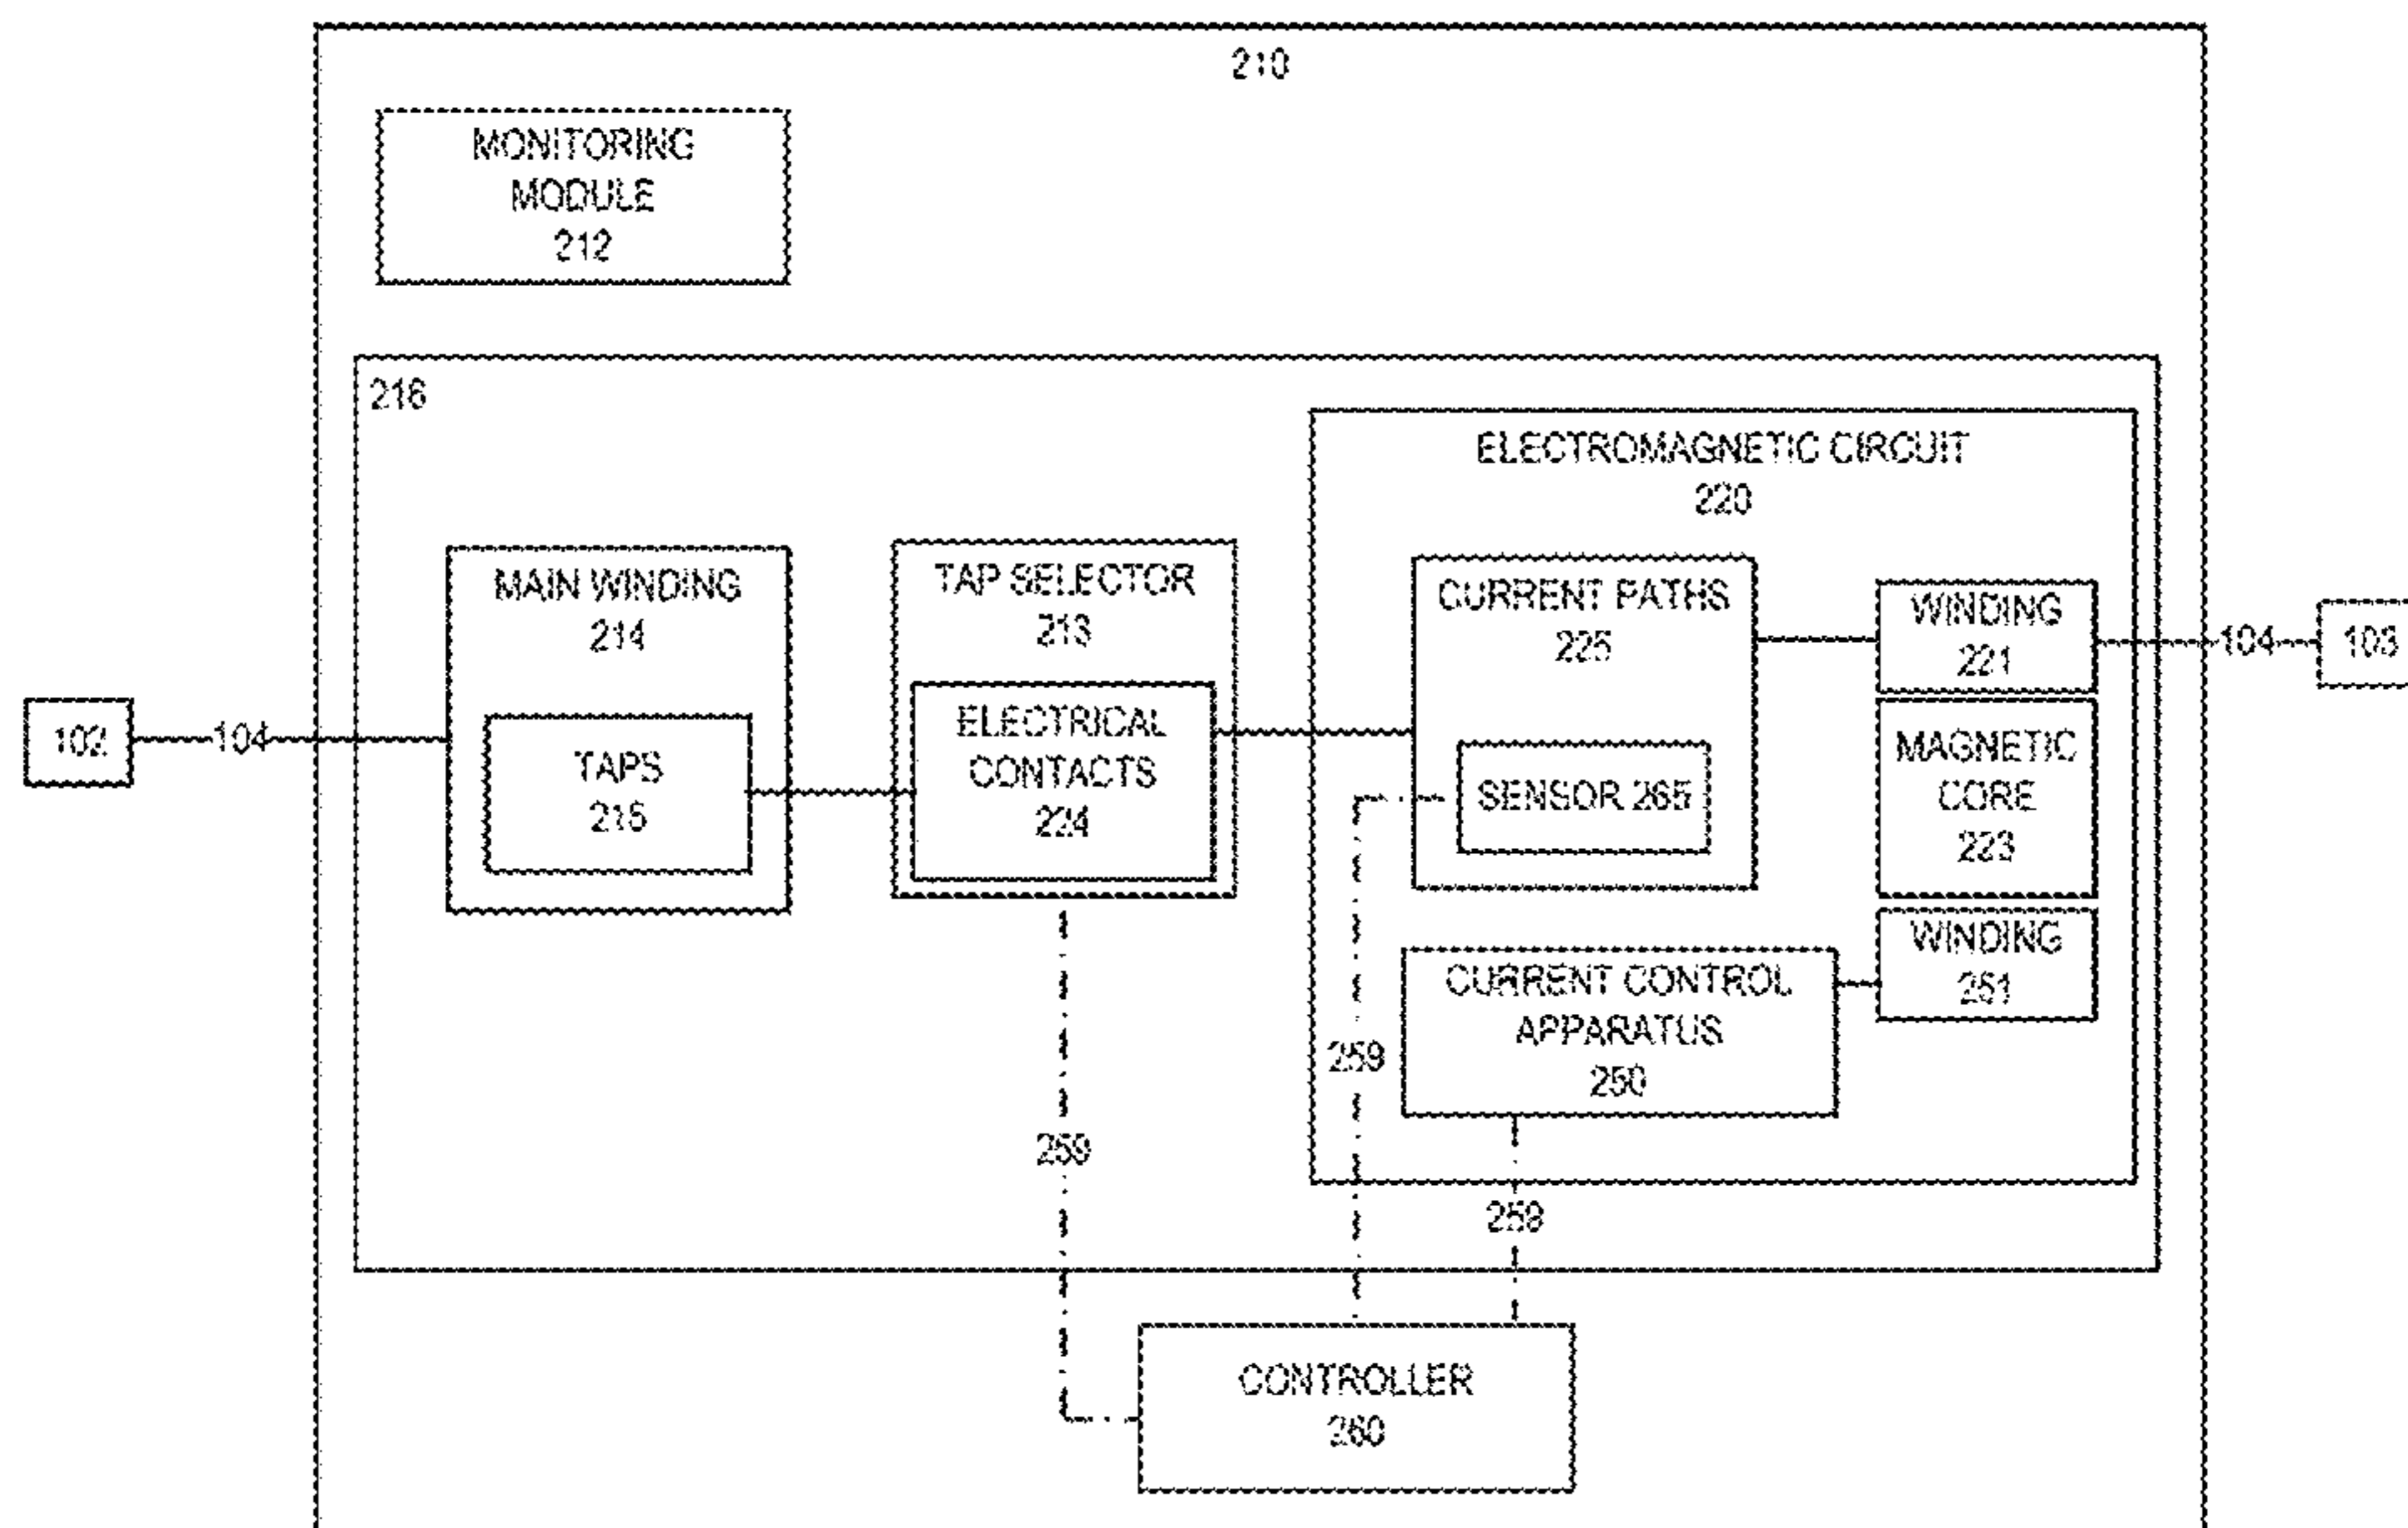 210
MONITORING
MODULE
212
216
ELECTROMAGNETIC CIRCUIT
220
MAIN WINDING
214
TAPS
215
TAP SELECTOR
213
ELECTRICAL
CONTACTS
224
CURRENT PATHS
225
SENSOR 265
WINDING
221
MAGNETIC
CORE
223
WINDING
251
CURRENT CONTROL
APPARATUS
250
102
104
104
103
259
259
259
CONTROLLER
260